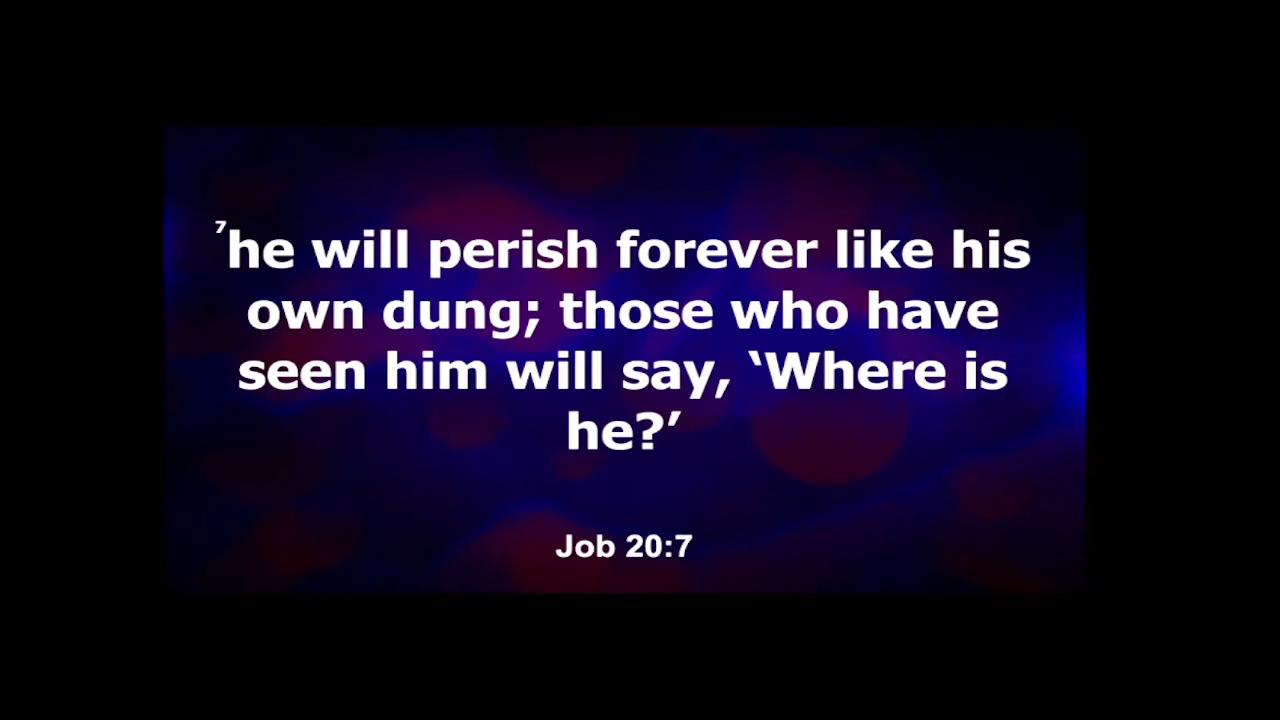 ⁷he will perish forever like his
own dung; those who have
seen him will say, ‘Where is
he?’
Job 20:7